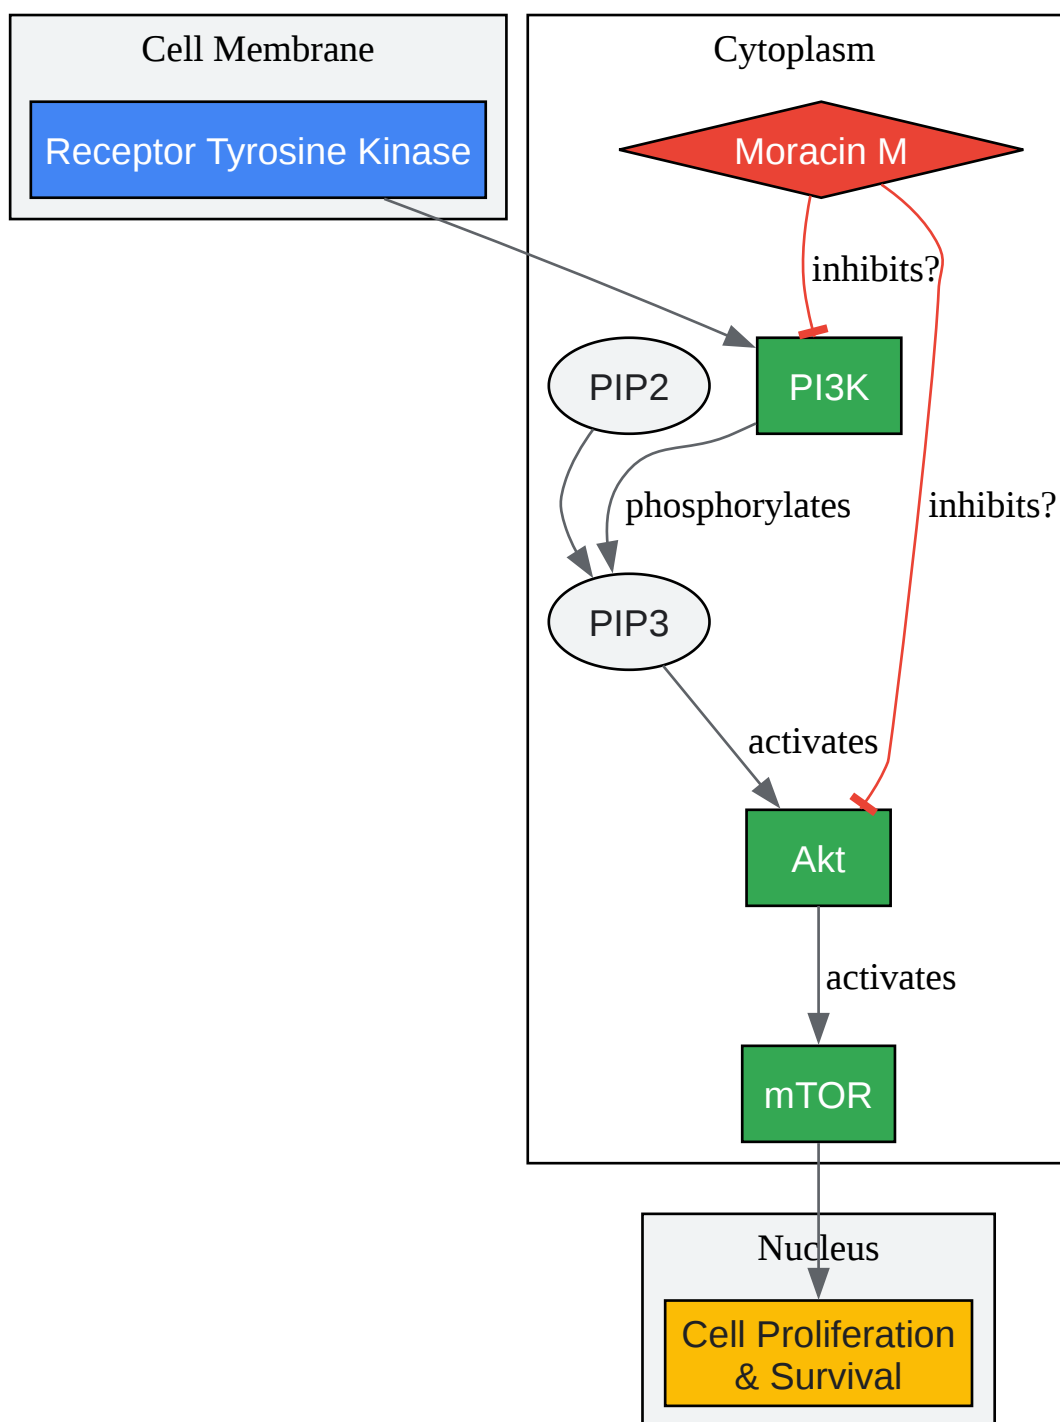 Cell Membrane
Receptor Tyrosine Kinase
Cytoplasm
Moracin M
inhibits?
PIP2
PI3K
phosphorylates
inhibits?
PIP3
activates
Akt
activates
mTOR
Nucleus
Cell Proliferation
& Survival